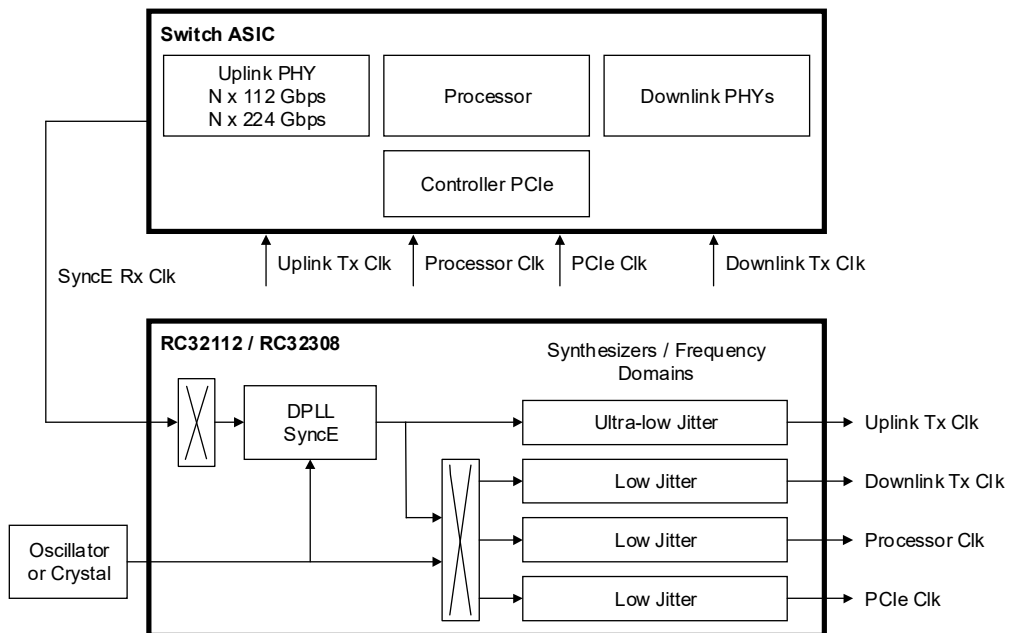 Switch ASIC
Uplink PHY
N x 112 Gbps
N x 224 Gbps
Processor
Downlink PHYs
Controller PCIe
Uplink Tx Clk
Processor Clk
PCIe Clk
Downlink Tx Clk
SyncE Rx Clk
RC32112 / RC32308
Synthesizers / Frequency
Domains
DPLL
SyncE
Ultra-low Jitter
Uplink Tx Clk
Low Jitter
Downlink Tx Clk
Low Jitter
Processor Clk
Low Jitter
PCIe Clk
Oscillator
or Crystal